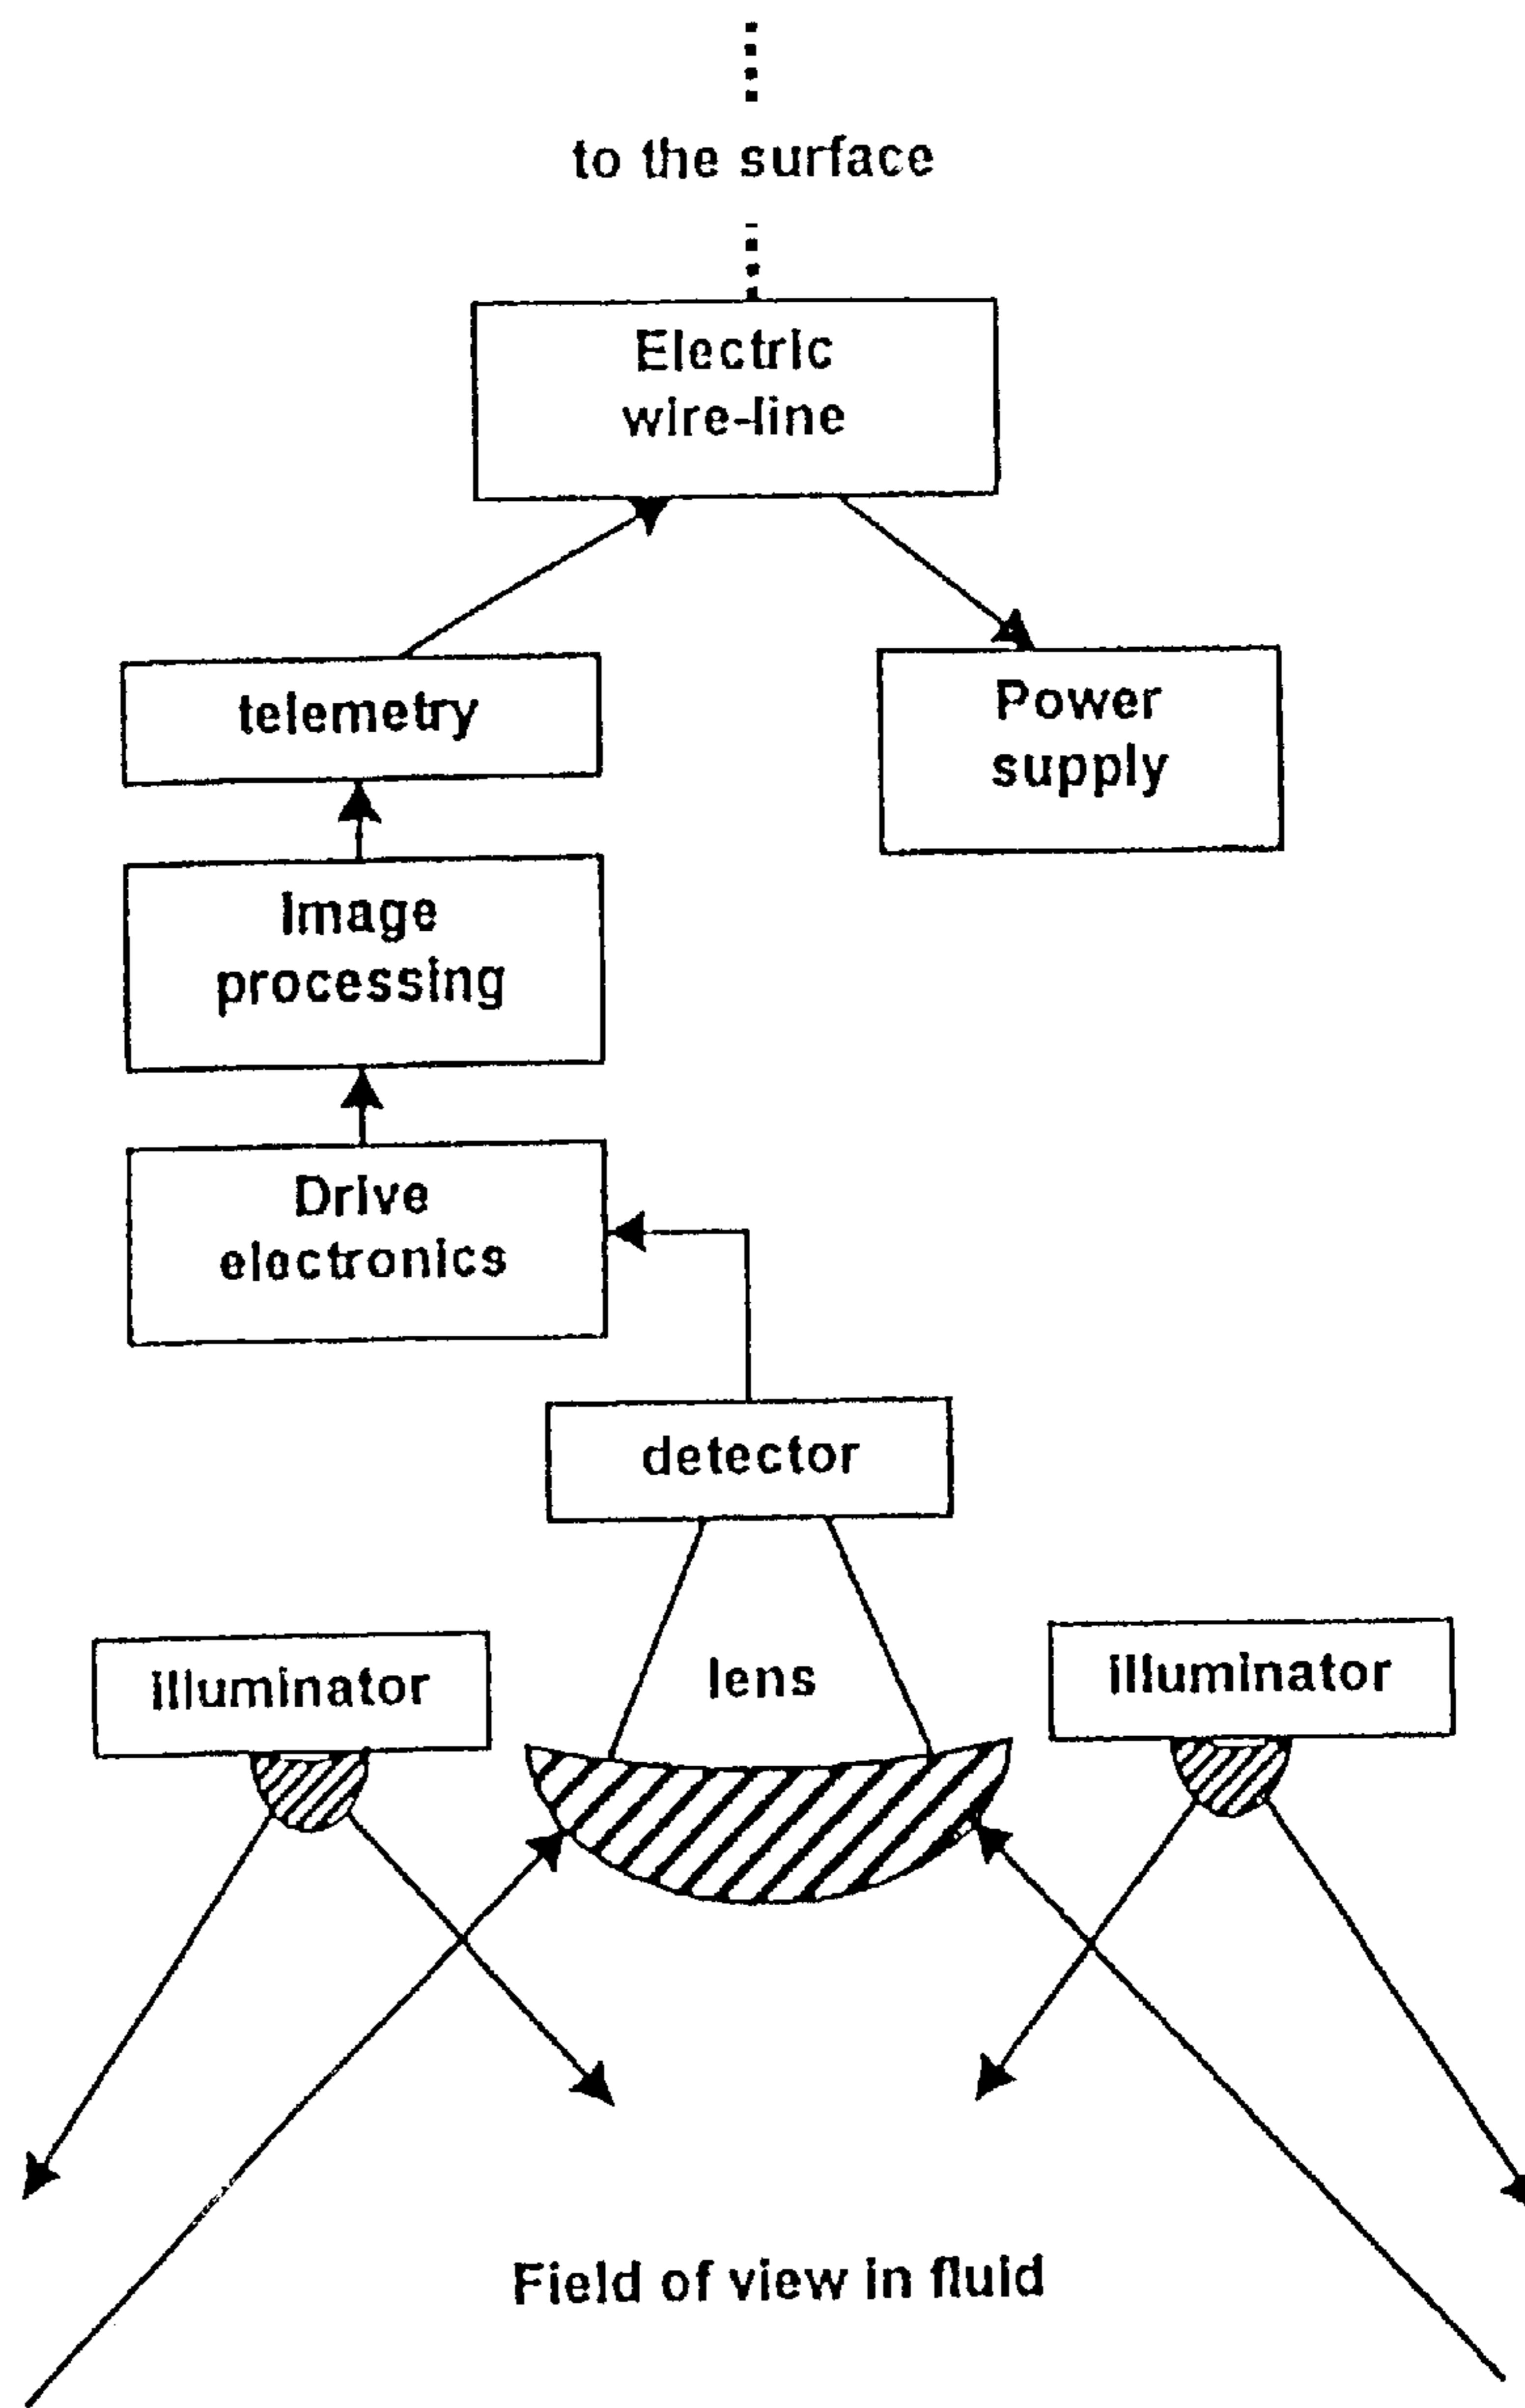 to the surface
Electric
wire-line
telemetry
Power
supply
Image
processing
Drive
electronics
detector
illuminator
lens
illuminator
Field of view in fluid